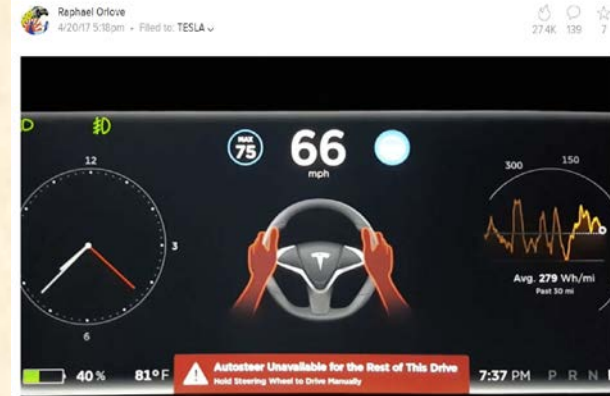 Raphael Orlove
4/20/17 5:18pm • Filed to: TESLA
27.4K 139 7
12
3
6
MAX
75
66
mph
300 150
Avg. 279 Wh/mi
Past 30 mi
40 %
81°F
Autosteer Unavailable for the Rest of This Drive
Hold Steering Wheel to Drive Manually
7:37 PM
P R N